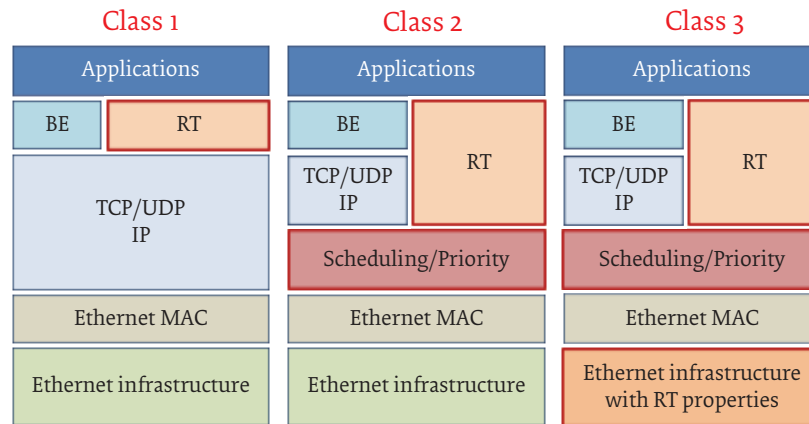 Class 1
Applications
BE
RT
TCP/UDP
IP
Ethernet MAC
Ethernet infrastructure
Class 2
Applications
BE
RT
TCP/UDP
IP
Scheduling/Priority
Ethernet MAC
Ethernet infrastructure
Class 3
Applications
BE
RT
TCP/UDP
IP
Scheduling/Priority
Ethernet MAC
Ethernet infrastructure
with RT properties